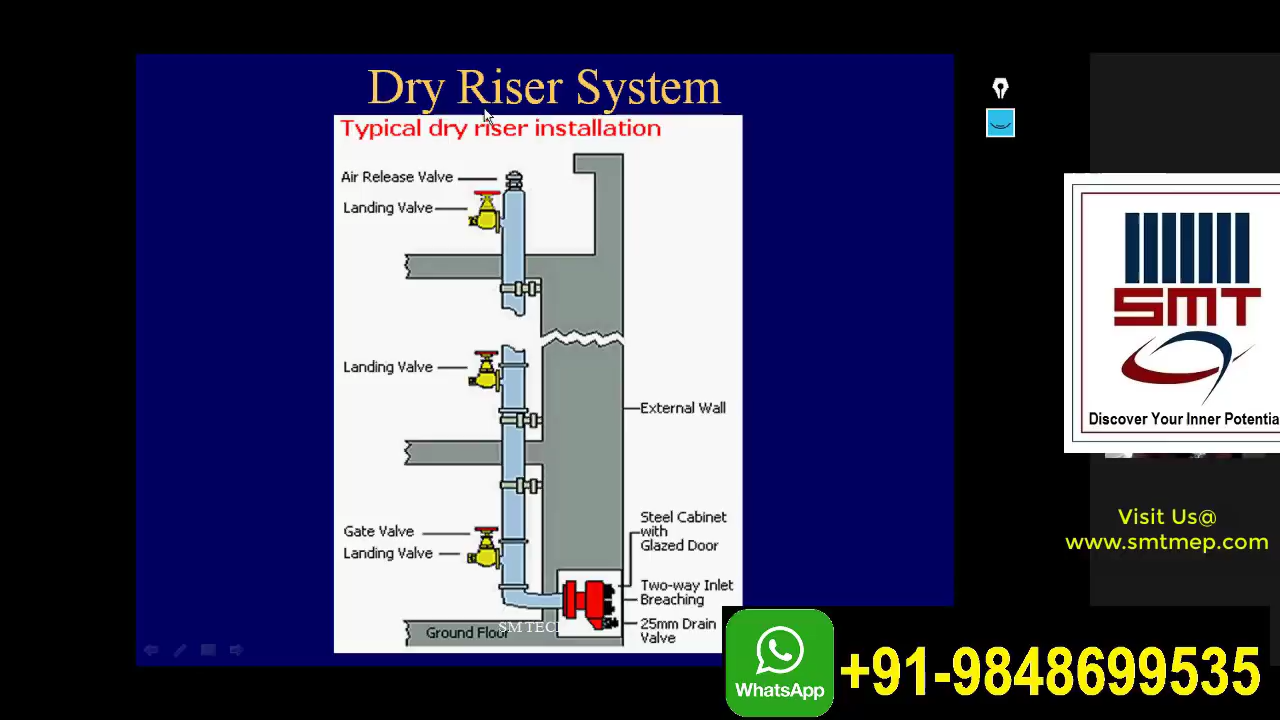 Dry Riser System
Typical dry riser installation
Air Release Valve
Landing Valve
Landing Valve
External Wall
Gate Valve
Landing Valve
Steel Cabinet
with
Glazed Door
Two-way Inlet
Breaching
25mm Drain
Valve
Ground Floor
SM TEC
SMT
Discover Your Inner Potentia
Visit Us@
www.smtmep.com
WhatsApp
+91-9848699535